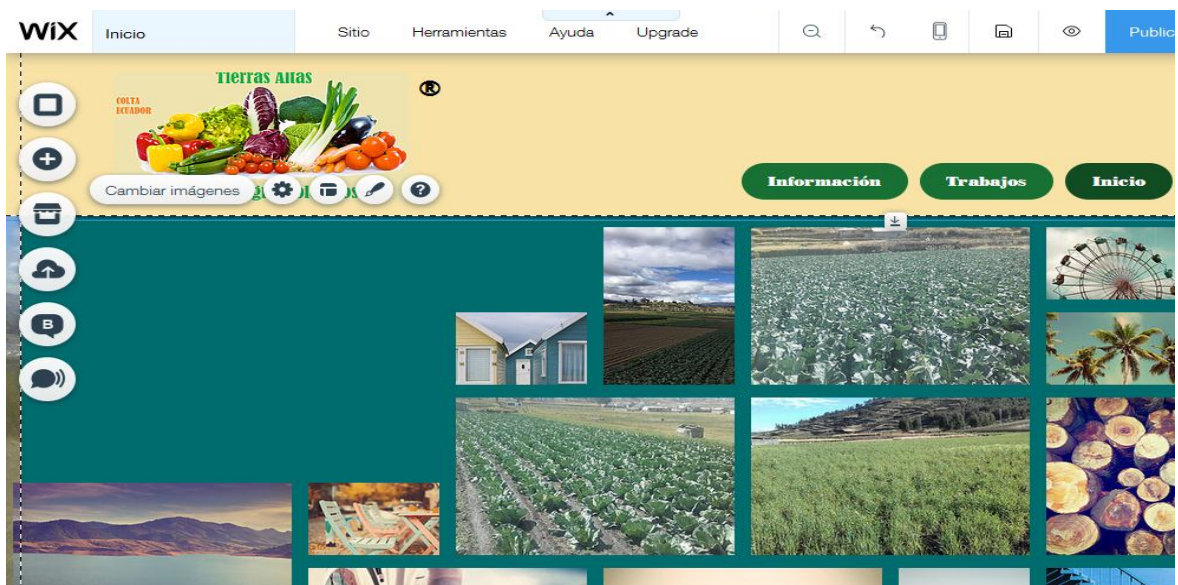 WiX
Inicio
Sitio
Herramientas
Ayuda
Upgrade
Public
Tierras Altas
®
COLTA
ECUADOR
Cambiar imágenes
?
Información
Trabajos
Inicio
B